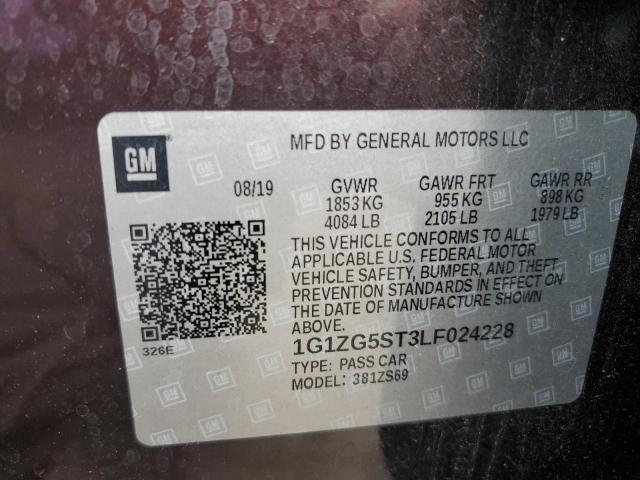 GM
MFD BY GENERAL MOTORS LLC
08/19 GVWR GAWR FRT GAWR RR
1853 KG 955 KG 898 KG
4084 LB 2105 LB 1979 LB
THIS VEHICLE CONFORMS TO ALL
APPLICABLE U.S. FEDERAL MOTOR
VEHICLE SAFETY, BUMPER, AND THEFT
PREVENTION STANDARDS IN EFFECT ON
THE DATE OF MANUFACTURE SHOWN
ABOVE.
326E
1G1ZG5ST3LF024228
TYPE: PASS CAR
MODEL: 381ZS69